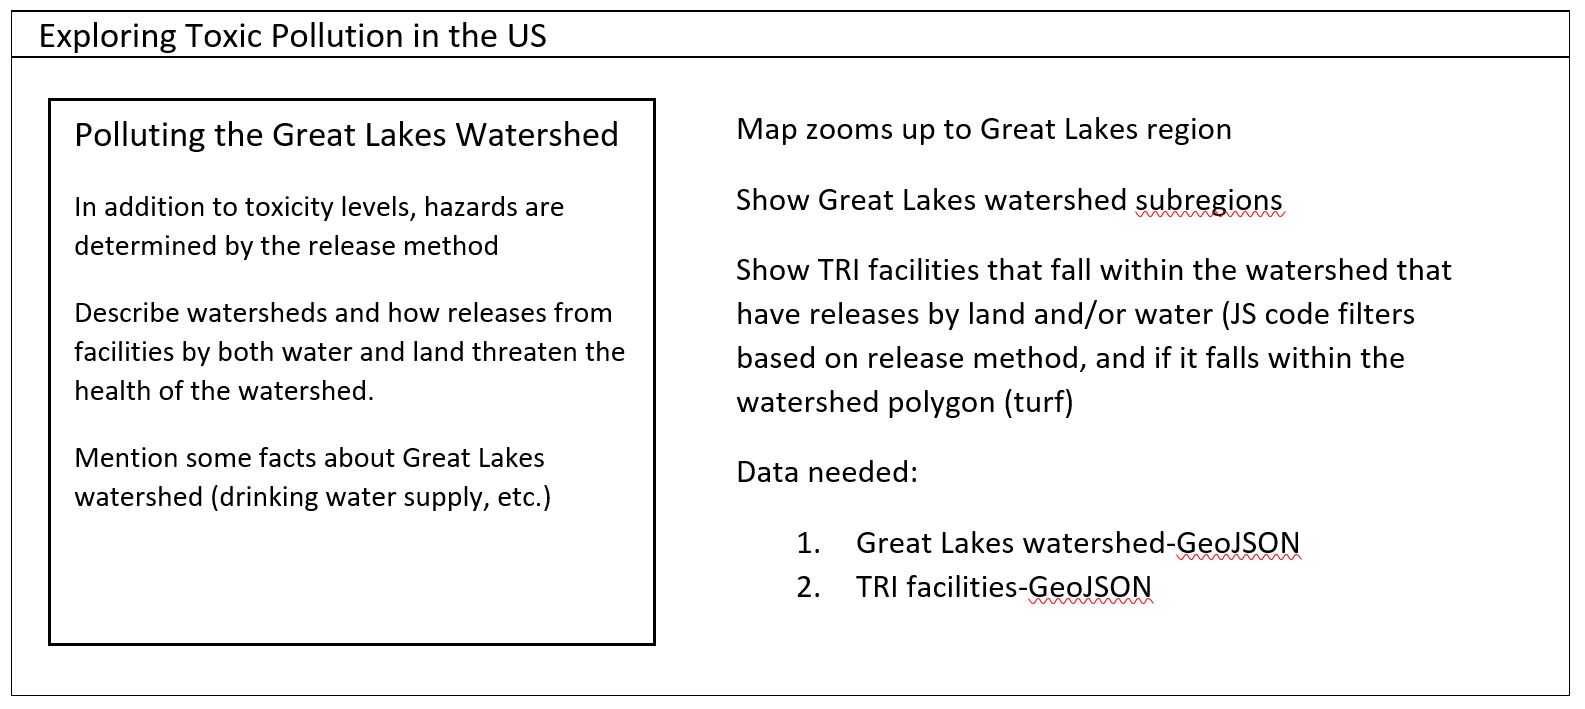 Exploring Toxic Pollution in the US
Polluting the Great Lakes Watershed
In addition to toxicity levels, hazards are
determined by the release method
Describe watersheds and how releases from
facilities by both water and land threaten the
health of the watershed.
Mention some facts about Great Lakes
watershed (drinking water supply, etc.)
Map zooms up to Great Lakes region
Show Great Lakes watershed subregions
Show TRI facilities that fall within the watershed that
have releases by land and/or water (JS code filters
based on release method, and if it falls within the
watershed polygon (turf)
Data needed:
1. Great Lakes watershed-GeoJSON
2. TRI facilities-GeoJSON